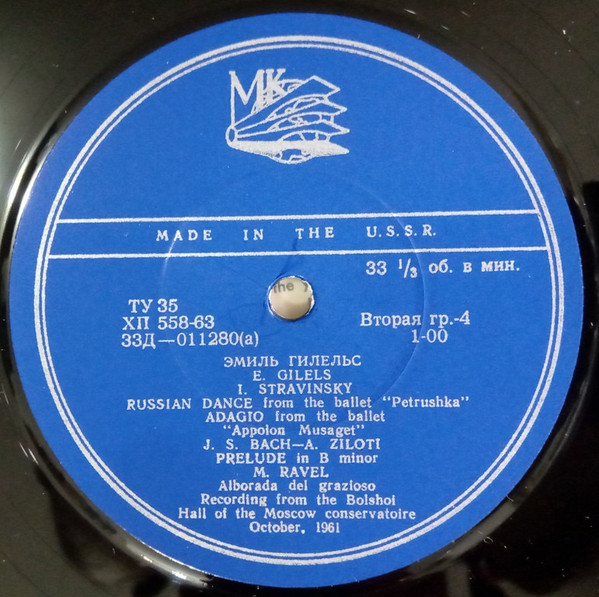 МК
MADE IN THE U.S.S.R.
33 1/3 об. в мин.
ТУ 35
ХП 558-63
33Д—011280(а)
Вторая гр.-4
1-00
the
ЭМИЛЬ ГИЛЕЛЬС
E. GILELS
I. STRAVINSKY
RUSSIAN DANCE from the ballet "Petrushka"
ADAGIO from the ballet
"Appolon Musaget"
J. S. BACH—A. ZILOTI
PRELUDE in B minor
M. RAVEL
Alborada del grazioso
Recording from the Bolshoi
Hall of the Moscow conservatoire
October, 1961